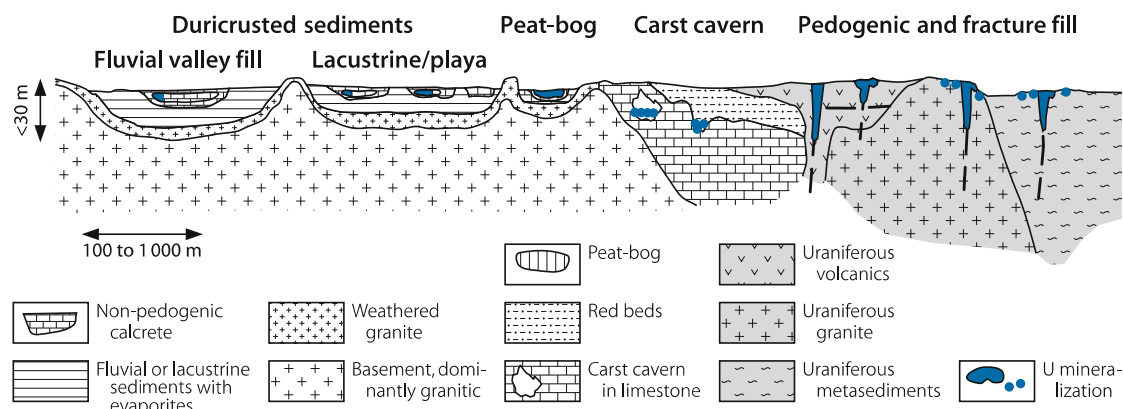 Duricrusted sediments
Peat-bog
Carst cavern
Pedogenic and fracture fill
Fluvial valley fill
Lacustrine/playa
<30 m
100 to 1 000 m
Peat-bog
Uraniferous
volcanics
Non-pedogenic
calcrete
Weathered
granite
Red beds
Uraniferous
granite
Fluvial or lacustrine
sediments with
evaporites
Basement, domi-
nantly granitic
Carst cavern
in limestone
Uraniferous
metasediments
U minera-
lization